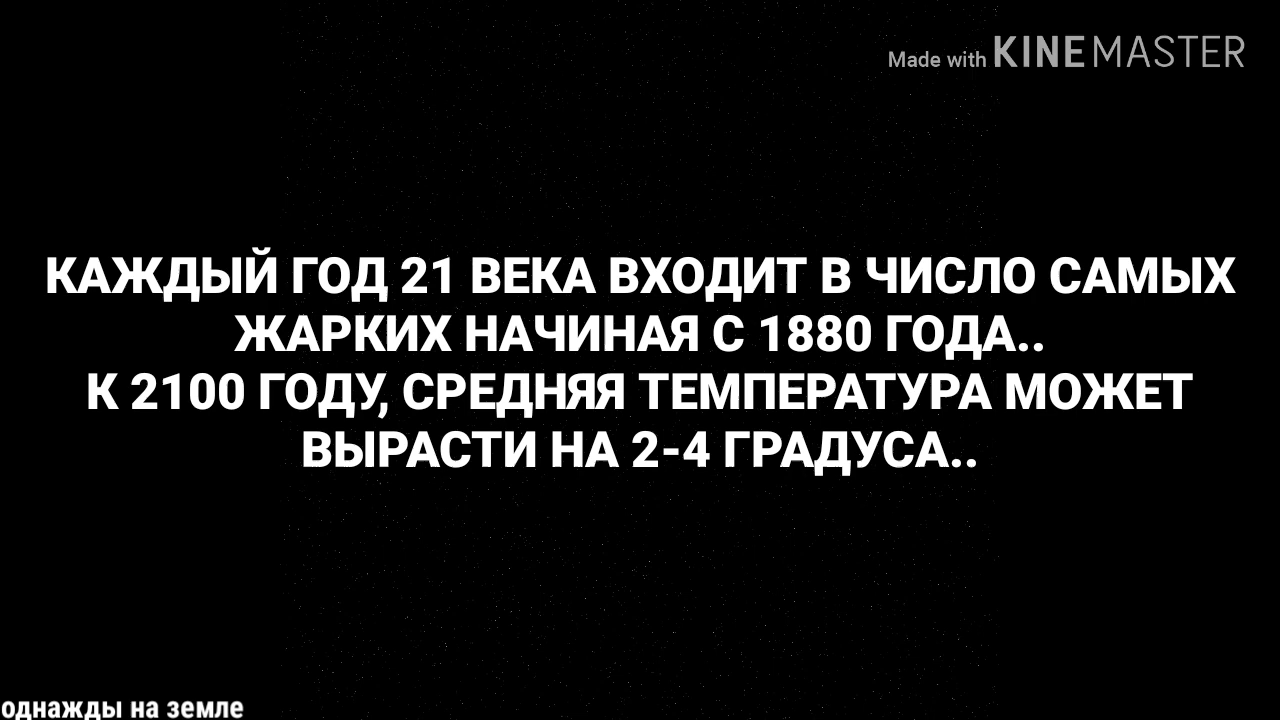 Made with KINEMASTER
КАЖДЫЙ ГОД 21 ВЕКА ВХОДИТ В ЧИСЛО САМЫХ
ЖАРКИХ НАЧИНАЯ С 1880 ГОДА..
К 2100 ГОДУ, СРЕДНЯЯ ТЕМПЕРАТУРА МОЖЕТ
ВЫРАСТИ НА 2-4 ГРАДУСА..
однажды на земле